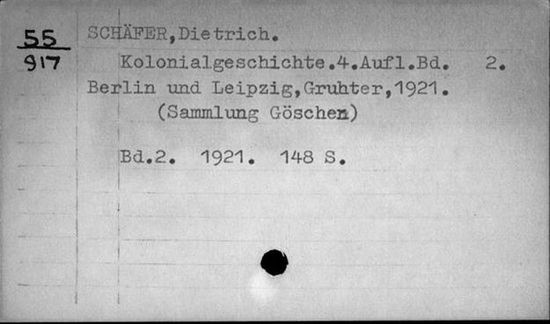 55
917
SCHÄFER,Dietrich.
Kolonialgeschichte.4.Aufl.Bd. 2.
Berlin und Leipzig,Gruhter,1921.
(Sammlung Göschen)
Bd.2. 1921. 148 S.